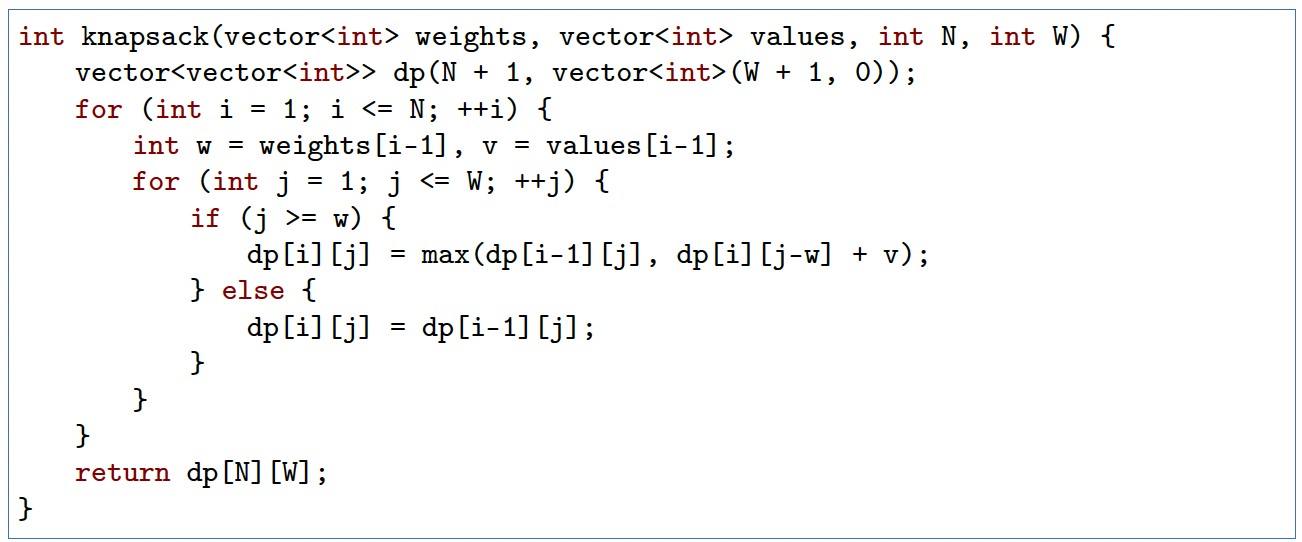 int knapsack(vector<int> weights, vector<int> values, int N, int W) {
    vector<vector<int>> dp(N + 1, vector<int>(W + 1, 0));
    for (int i = 1; i <= N; ++i) {
        int w = weights[i-1], v = values[i-1];
        for (int j = 1; j <= W; ++j) {
            if (j >= w) {
                dp[i][j] = max(dp[i-1][j], dp[i][j-w] + v);
            } else {
                dp[i][j] = dp[i-1][j];
            }
        }
    }
    return dp[N][W];
}